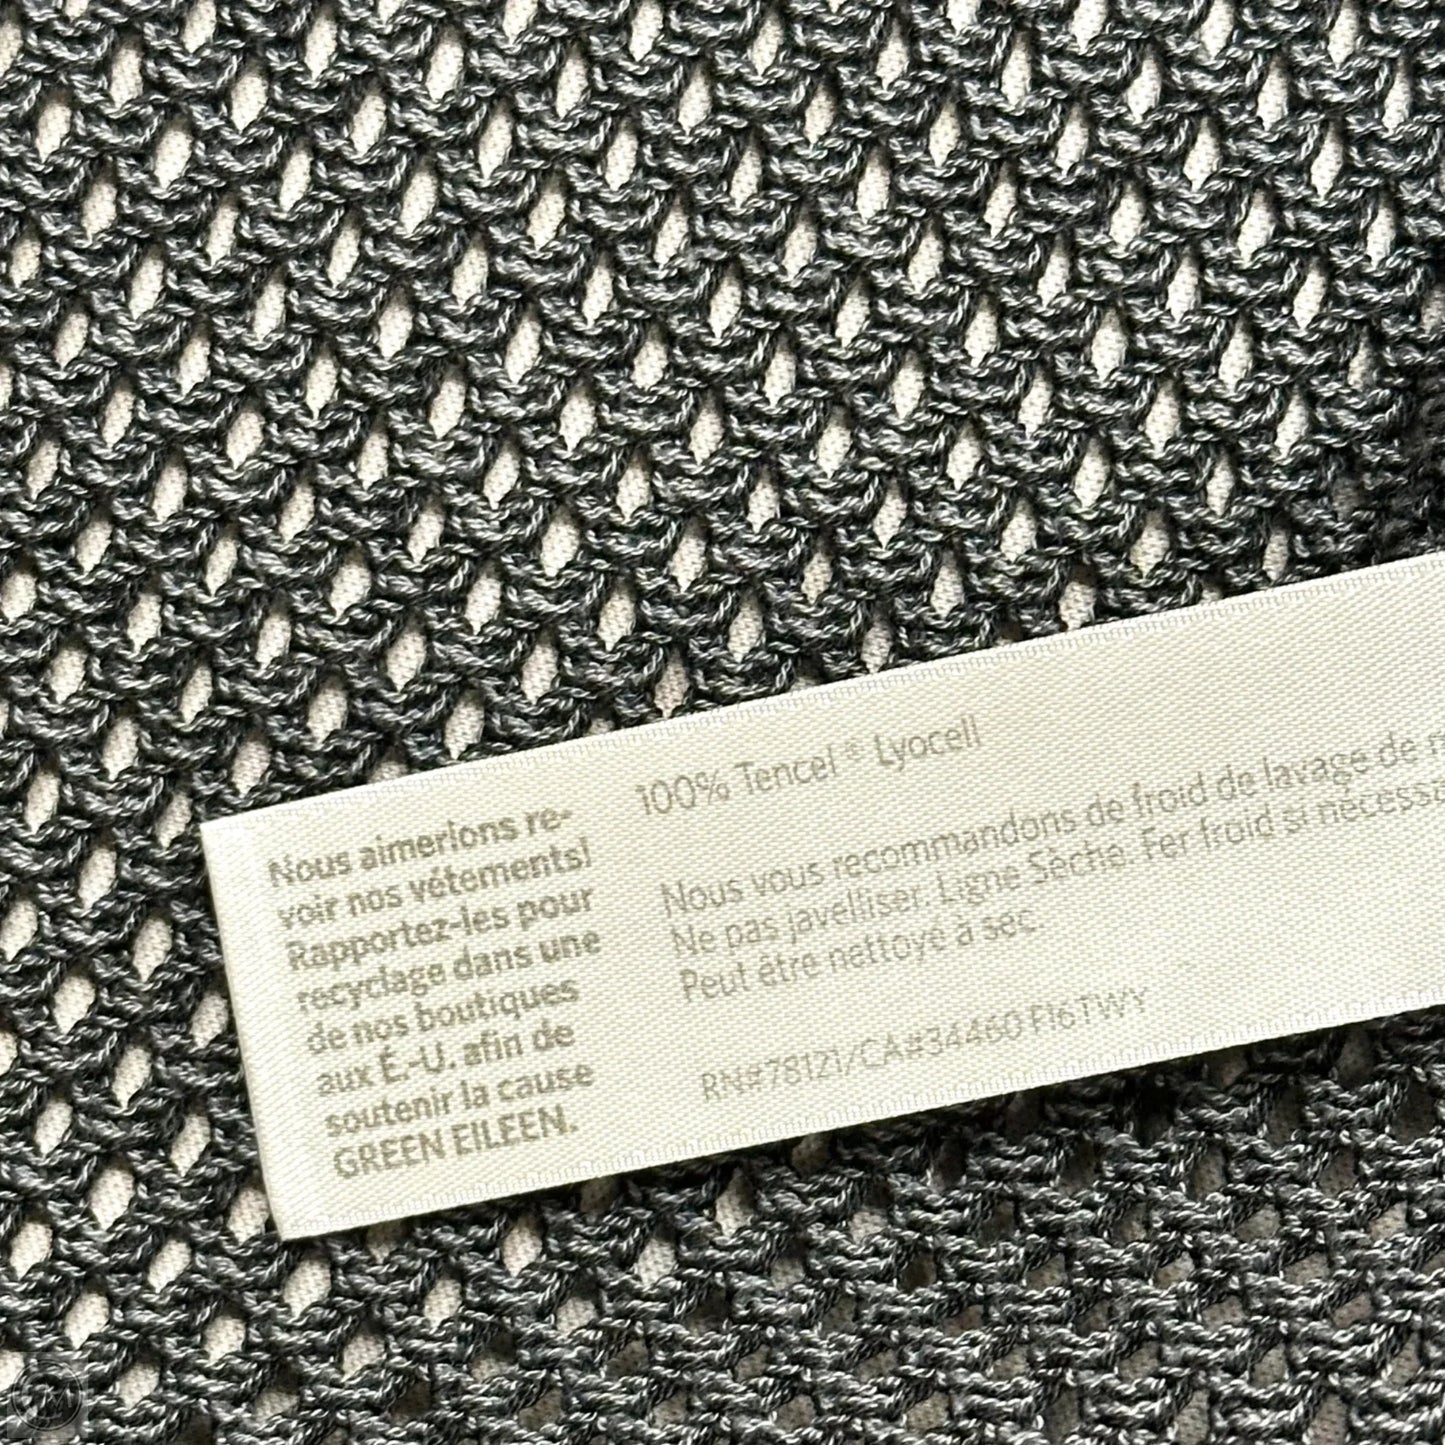 Nous aimerions re-
voir nos vêtements!
Rapportez-les pour
recyclage dans une
de nos boutiques
aux É.-U. afin de
soutenir la cause
GREEN EILEEN.
100% Tencel ® Lyocell
Nous vous recommandons de froid de lavage de
Ne pas javelliser. Ligne Sèche. Fer froid si
Peut être nettoyé à sec.
RN#78121/CA#34460 F16TWY